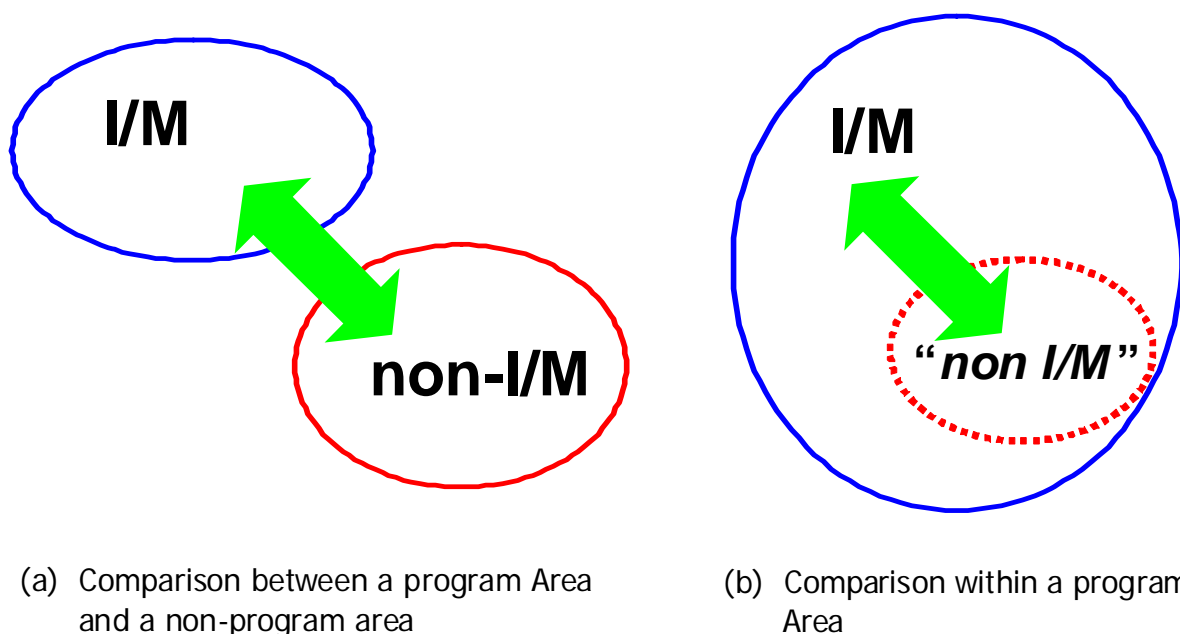 I/M
non-I/M
(a) Comparison between a program Area
and a non-program area
I/M
“non I/M”
(b) Comparison within a program
Area